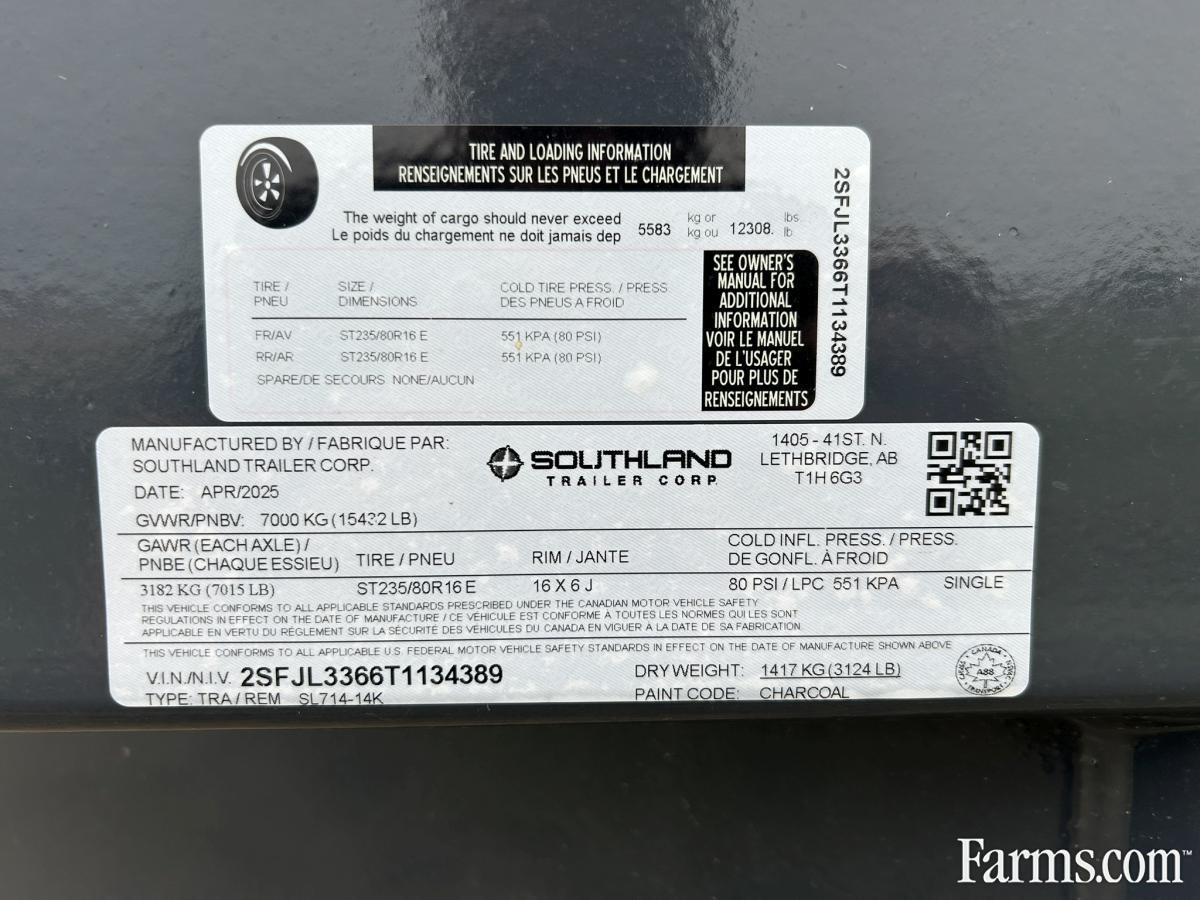 TIRE AND LOADING INFORMATION
RENSEIGNEMENTS SUR LES PNEUS ET LE CHARGEMENT
The weight of cargo should never exceed 5583 kg or 12308. lbs.
Le poids du chargement ne doit jamais dep kg ou lb
TIRE / SIZE / COLD TIRE PRESS. / PRESS
PNEU DIMENSIONS DES PNEUS A FROID
FR/AV ST235/80R16 E 551 KPA (80 PSI)
RR/AR ST235/80R16 E 551 KPA (80 PSI)
SPARE/DE SECOURS NONE/AUCUN
SEE OWNER'S
MANUAL FOR
ADDITIONAL
INFORMATION
VOIR LE MANUEL
DE L'USAGER
POUR PLUS DE
RENSEIGNEMENTS
2SFJL3366T1134389
MANUFACTURED BY / FABRIQUE PAR:
SOUTHLAND TRAILER CORP.
DATE: APR/2025
SOUTHLAND
TRAILER CORP.
1405 - 41ST. N.
LETHBRIDGE, AB
T1H 6G3
GVWR/PNBV: 7000 KG (15432 LB)
GAWR (EACH AXLE) /
PNBE (CHAQUE ESSIEU) TIRE / PNEU RIM / JANTE
COLD INFL. PRESS. / PRESS.
DE GONFL. À FROID
3182 KG (7015 LB) ST235/80R16 E 16 X 6 J 80 PSI / LPC 551 KPA SINGLE
THIS VEHICLE CONFORMS TO ALL APPLICABLE STANDARDS PRESCRIBED UNDER THE CANADIAN MOTOR VEHICLE SAFETY
REGULATIONS IN EFFECT ON THE DATE OF MANUFACTURE / CE VÉHICULE EST CONFORME À TOUTES LES NORMES QUI LES SONT
APPLICABLE EN VERTU DU RÉGLEMENT SUR LA SÉCURITÉ DES VÉHICULES DU CANADA EN VIGUER À LA DATE DE SA FABRICATION.
THIS VEHICLE CONFORMS TO ALL APPLICABLE U.S. FEDERAL MOTOR VEHICLE SAFETY STANDARDS IN EFFECT ON THE DATE OF MANUFACTURE SHOWN ABOVE
V.I.N./N.I.V. 2SFJL3366T1134389 DRY WEIGHT: 1417 KG (3124 LB)
TYPE: TRA / REM SL714-14K PAINT CODE: CHARCOAL
CANADA
A88
TRANSPORT
Farms.com™